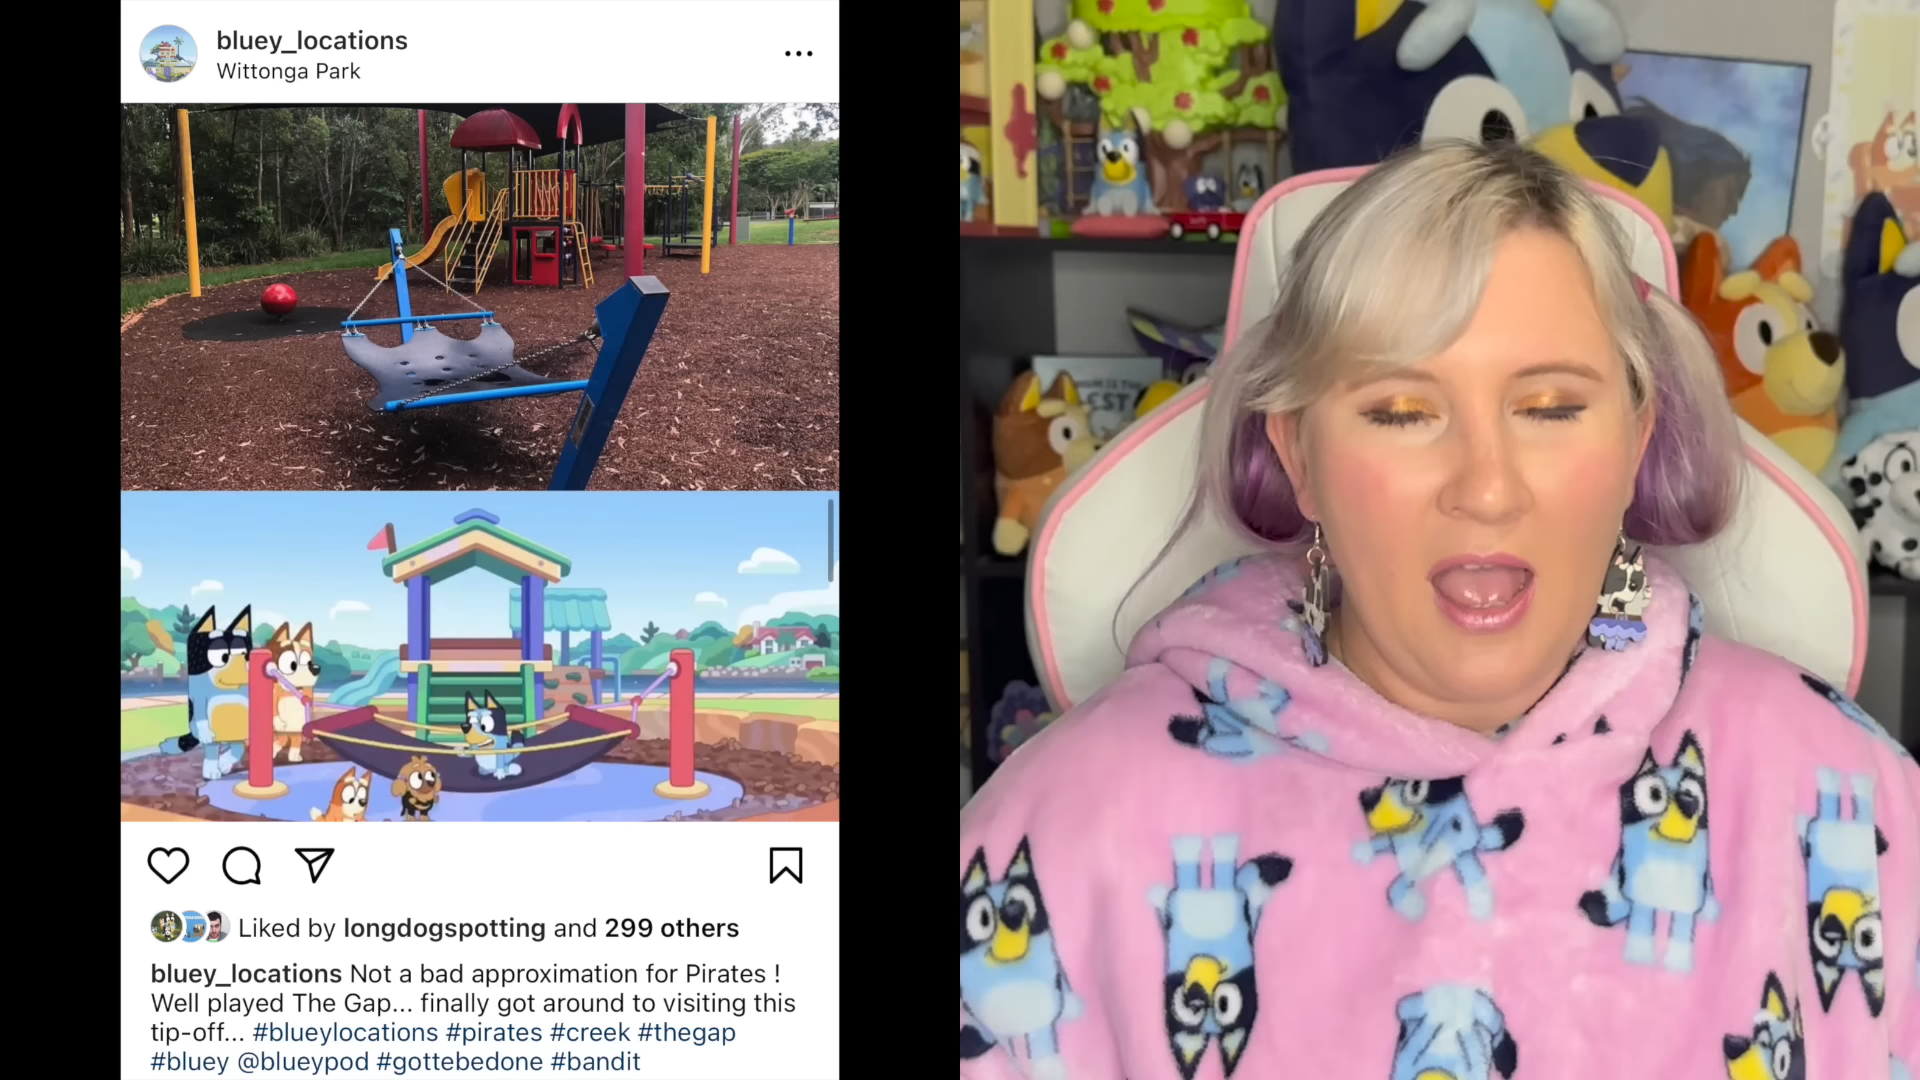 bluey_locations
Wittonga Park
Liked by longdogspotting and 299 others
bluey_locations Not a bad approximation for Pirates !
Well played The Gap... finally got around to visiting this
tip-off... #blueylocations #pirates #creek #thegap
#bluey @blueypod #gottebedone #bandit